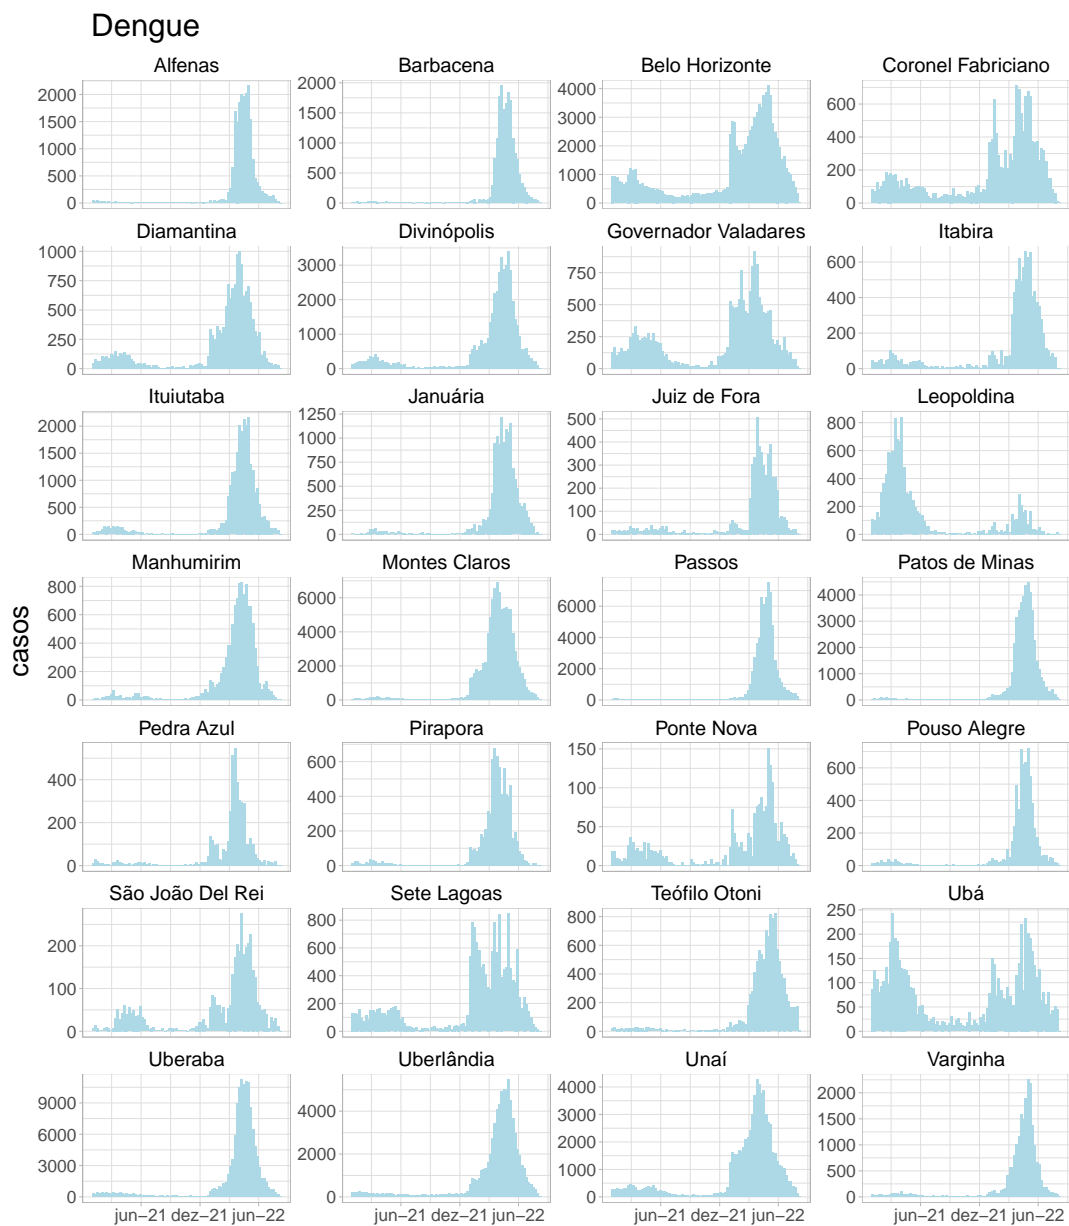 Dengue
Alfenas Barbacena Belo Horizonte Coronel Fabriciano
2000 1500 1000 500 0
2000 1500 1000 500 0
4000 3000 2000 1000 0
600 400 200 0
Diamantina Divinópolis Governador Valadares Itabira
1000 750 500 250 0
3000 2000 1000 0
750 500 250 0
600 400 200 0
Ituiutaba Januária Juiz de Fora Leopoldina
2000 1500 1000 500 0
1250 1000 750 500 250 0
500 400 300 200 100 0
800 600 400 200 0
casos
Manhumirim Montes Claros Passos Patos de Minas
800 600 400 200 0
6000 4000 2000 0
6000 4000 2000 0
4000 3000 2000 1000 0
Pedra Azul Pirapora Ponte Nova Pouso Alegre
400 200 0
600 400 200 0
150 100 50 0
600 400 200 0
São João Del Rei Sete Lagoas Teófilo Otoni Ubá
200 100 0
800 600 400 200 0
800 600 400 200 0
250 200 150 100 50 0
Uberaba Uberlândia Unaí Varginha
9000 6000 3000 0
4000 2000 0
4000 3000 2000 1000 0
2000 1500 1000 500 0
jun–21 dez–21 jun–22 jun–21 dez–21 jun–22 jun–21 dez–21 jun–22 jun–21 dez–21 jun–22